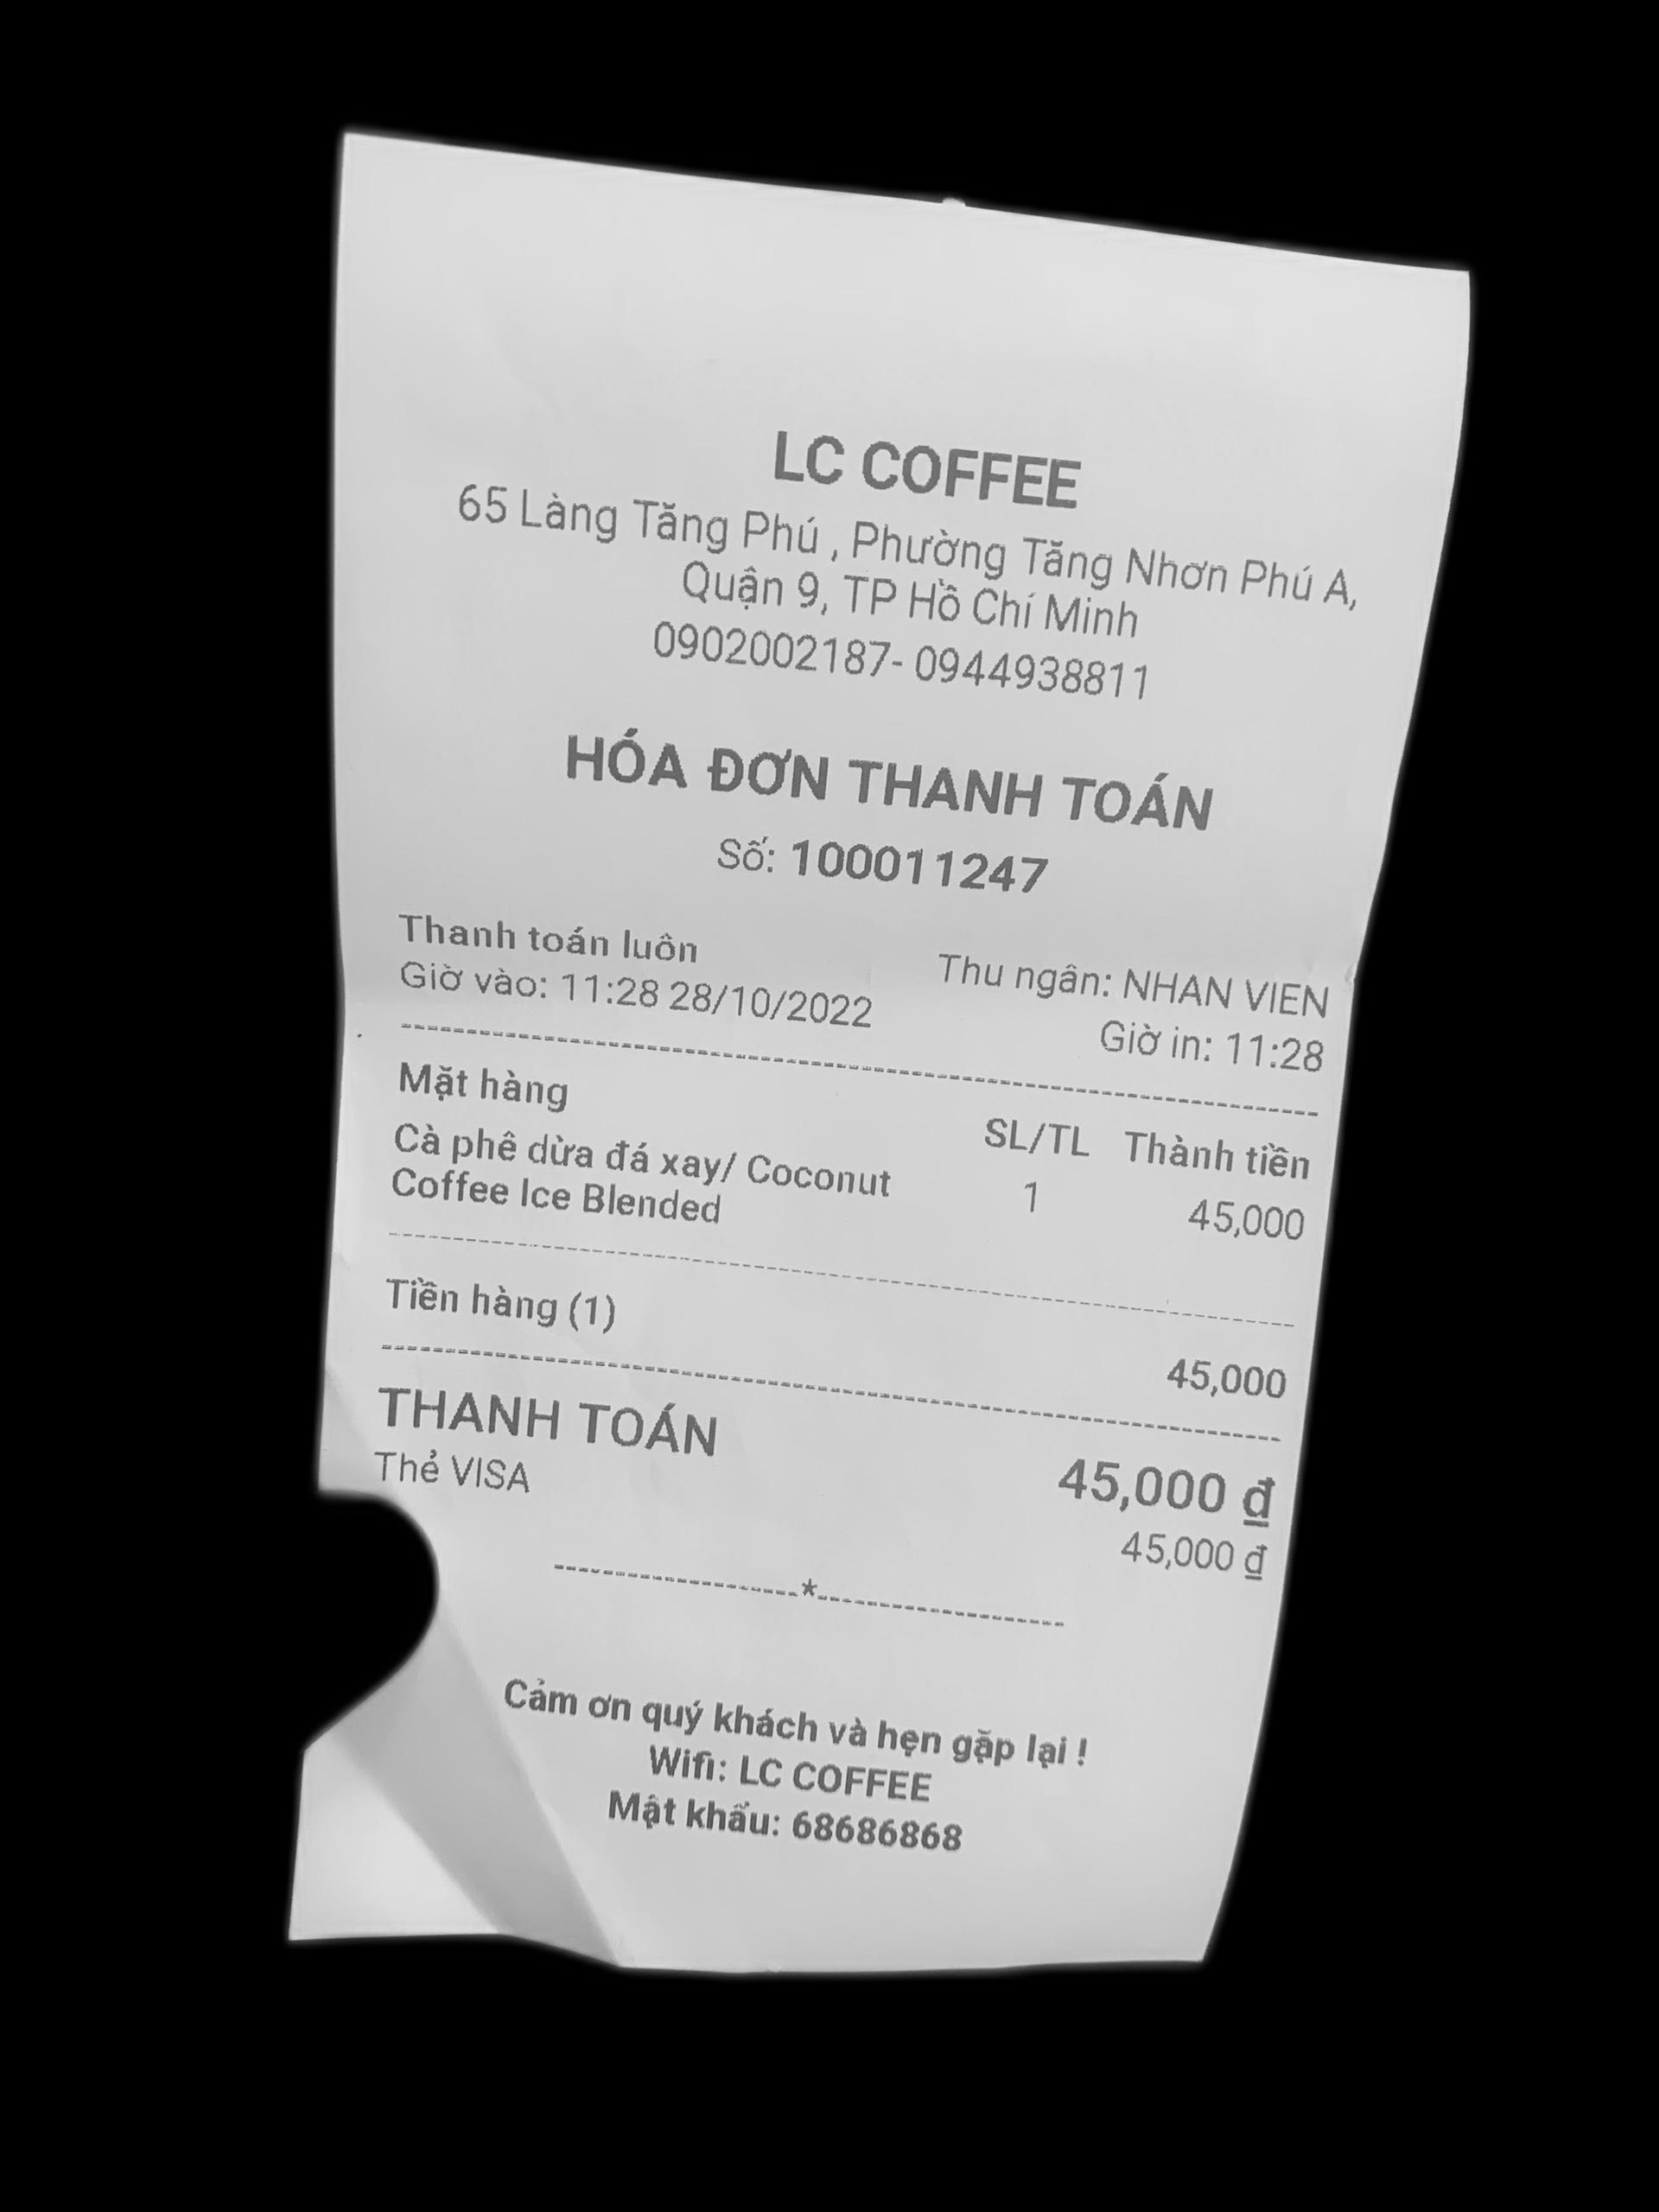 LC COFFEE
65 Làng Tăng Phú , Phường Tăng Nhơn Phú A,
Quận 9, TP Hồ Chí Minh
0902002187- 0944938811
HÓA ĐƠN THANH TOÁN
Số: 100011247
Thanh toán luôn Thu ngân: NHAN VIEN
Giờ vào: 11:28 28/10/2022 Giờ in: 11:28
Mặt hàng SL/TL Thành tiền
Cà phê dừa đá xay/ Coconut 1 45,000
Coffee Ice Blended
Tiền hàng (1) 45,000
THANH TOÁN 45,000 đ
Thẻ VISA 45,000 đ
--------------------*--------------------
Cảm ơn quý khách và hẹn gặp lại !
Wifi: LC COFFEE
Mật khẩu: 68686868